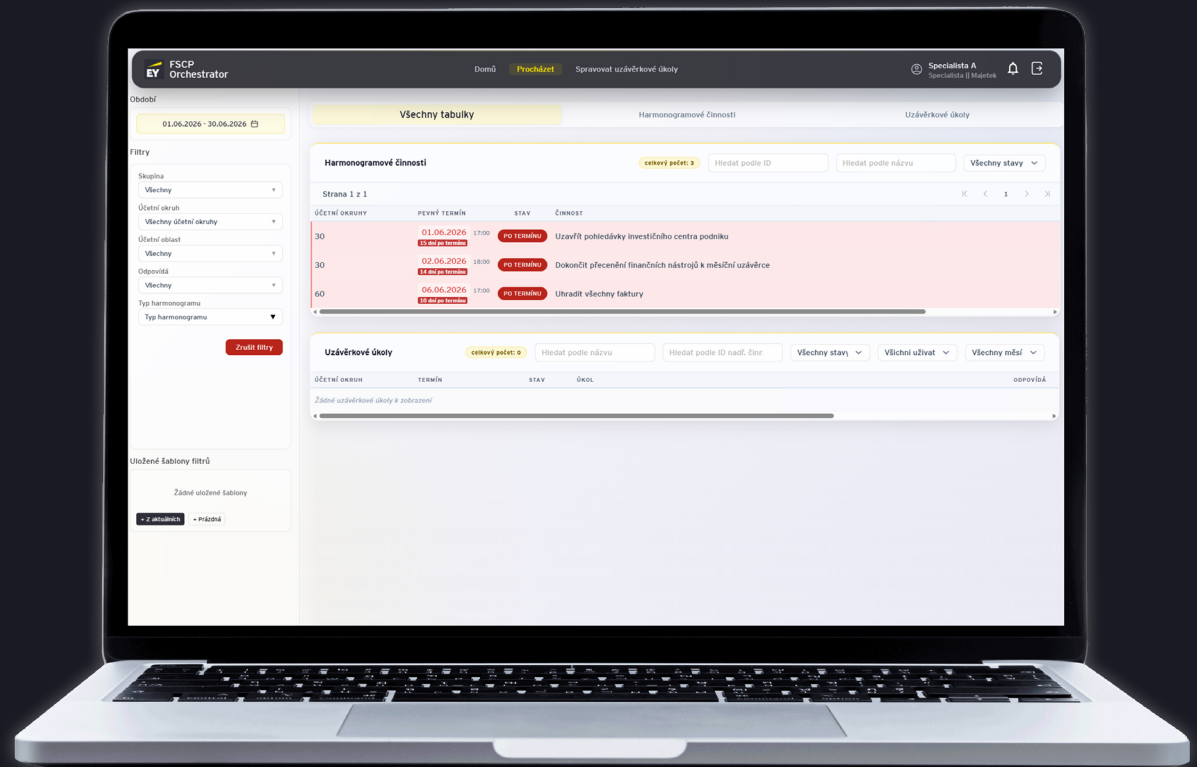 EY
FSCP
Orchestrator
Domů Procházet Spravovat uzávěrkové úkoly
Specialista A
Specialista || Majetek
Období
01.06.2026 - 30.06.2026
Filtry
Skupina
Všechny
Účetní okruh
Všechny účetní okruhy
Účetní oblast
Všechny
Odpovídá
Všechny
Typ harmonogramu
Typ harmonogramu
Zrušit filtry
Uložené šablony filtrů
Žádné uložené šablony
+ Z aktuálních + Prázdná
Všechny tabulky Harmonogramové činnosti Uzávěrkové úkoly
Harmonogramové činnosti celkový počet: 3 Hledat podle ID Hledat podle názvu Všechny stavy
Strana 1 z 1 1
ÚČETNÍ OKRUHY PEVNÝ TERMÍN STAV ČINNOST
30 01.06.2026 17:00 PO TERMÍNU Uzavřít pohledávky investičního centra podniku
15 dní po termínu
30 02.06.2026 18:00 PO TERMÍNU Dokončit přecenění finančních nástrojů k měsíční uzávěrce
14 dní po termínu
60 06.06.2026 17:00 PO TERMÍNU Uhradit všechny faktury
10 dní po termínu
Uzávěrkové úkoly celkový počet: 0 Hledat podle názvu Hledat podle ID nadř. činr Všechny stavy Všichni uživat Všechny měsí
ÚČETNÍ OKRUH TERMÍN STAV ÚKOL ODPOVÍDÁ
Žádné uzávěrkové úkoly k zobrazení